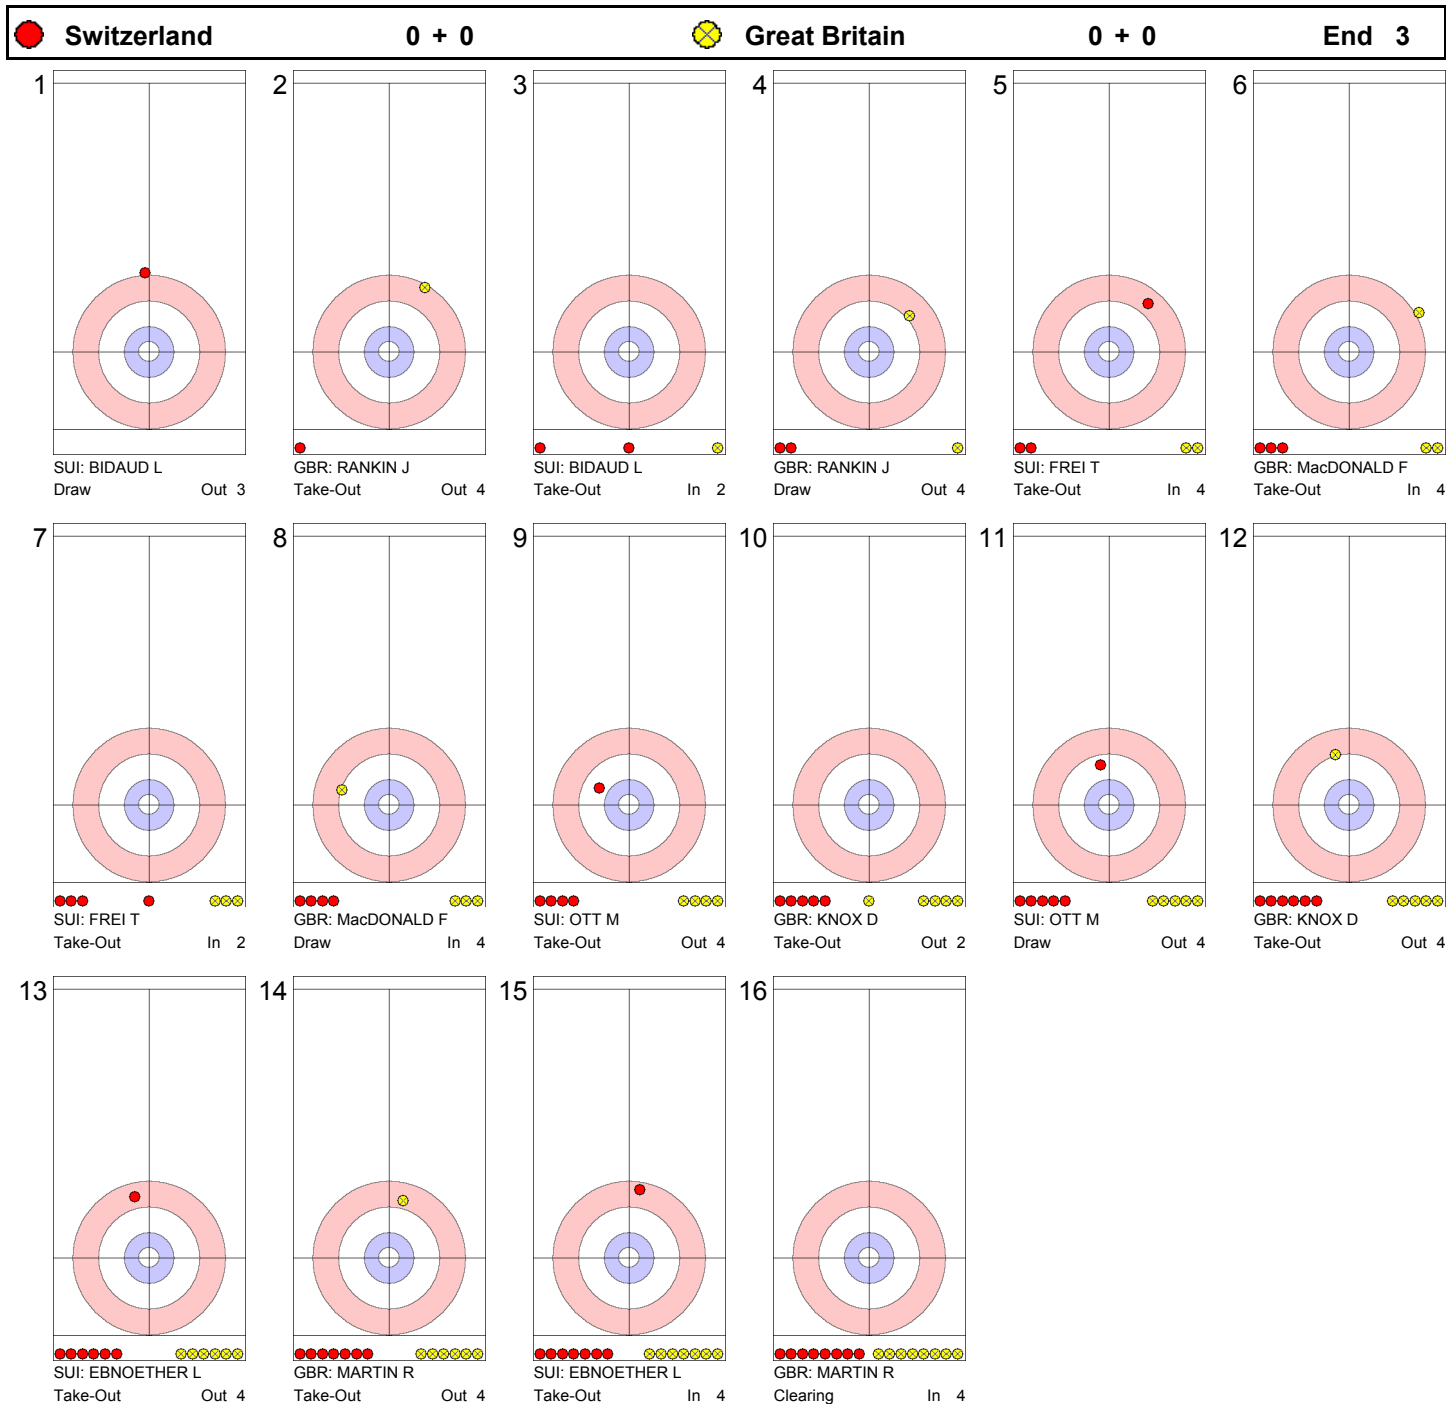 Switzerland 0 + 0 Great Britain 0 + 0 End 3
1 2 3 4 5 6
SUI: BIDAUD L GBR: RANKIN J SUI: BIDAUD L GBR: RANKIN J SUI: FREI T GBR: MacDONALD F
Draw Out 3 Take-Out Out 4 Take-Out In 2 Draw Out 4 Take-Out In 4 Take-Out In 4
7 8 9 10 11 12
SUI: FREI T GBR: MacDONALD F SUI: OTT M GBR: KNOX D SUI: OTT M GBR: KNOX D
Take-Out In 2 Draw In 4 Take-Out Out 4 Take-Out Out 2 Draw Out 4 Take-Out Out 4
13 14 15 16
SUI: EBNOETHER L GBR: MARTIN R SUI: EBNOETHER L GBR: MARTIN R
Take-Out Out 4 Take-Out Out 4 Take-Out In 4 Clearing In 4